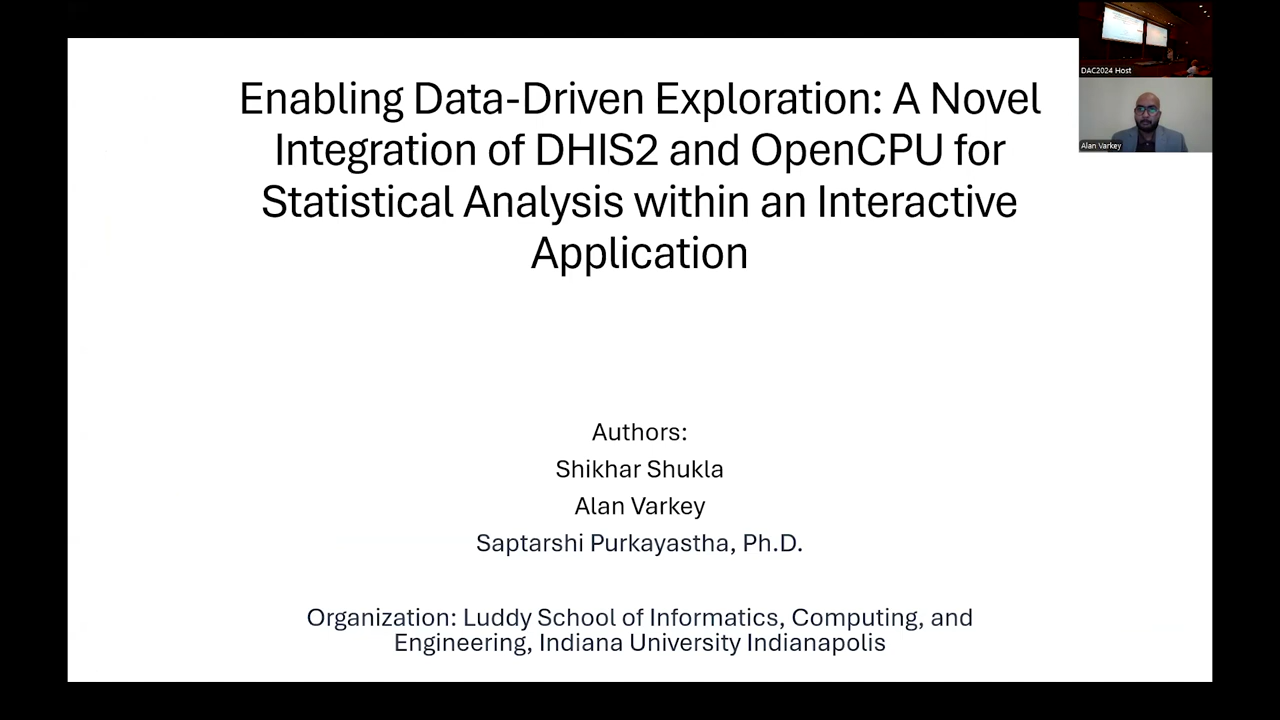 Enabling Data-Driven Exploration: A Novel
Integration of DHIS2 and OpenCPU for
Statistical Analysis within an Interactive
Application
DAC2024 Host
Alan Varkey
Authors:
Shikhar Shukla
Alan Varkey
Saptarshi Purkayastha, Ph.D.
Organization: Luddy School of Informatics, Computing, and
Engineering, Indiana University Indianapolis